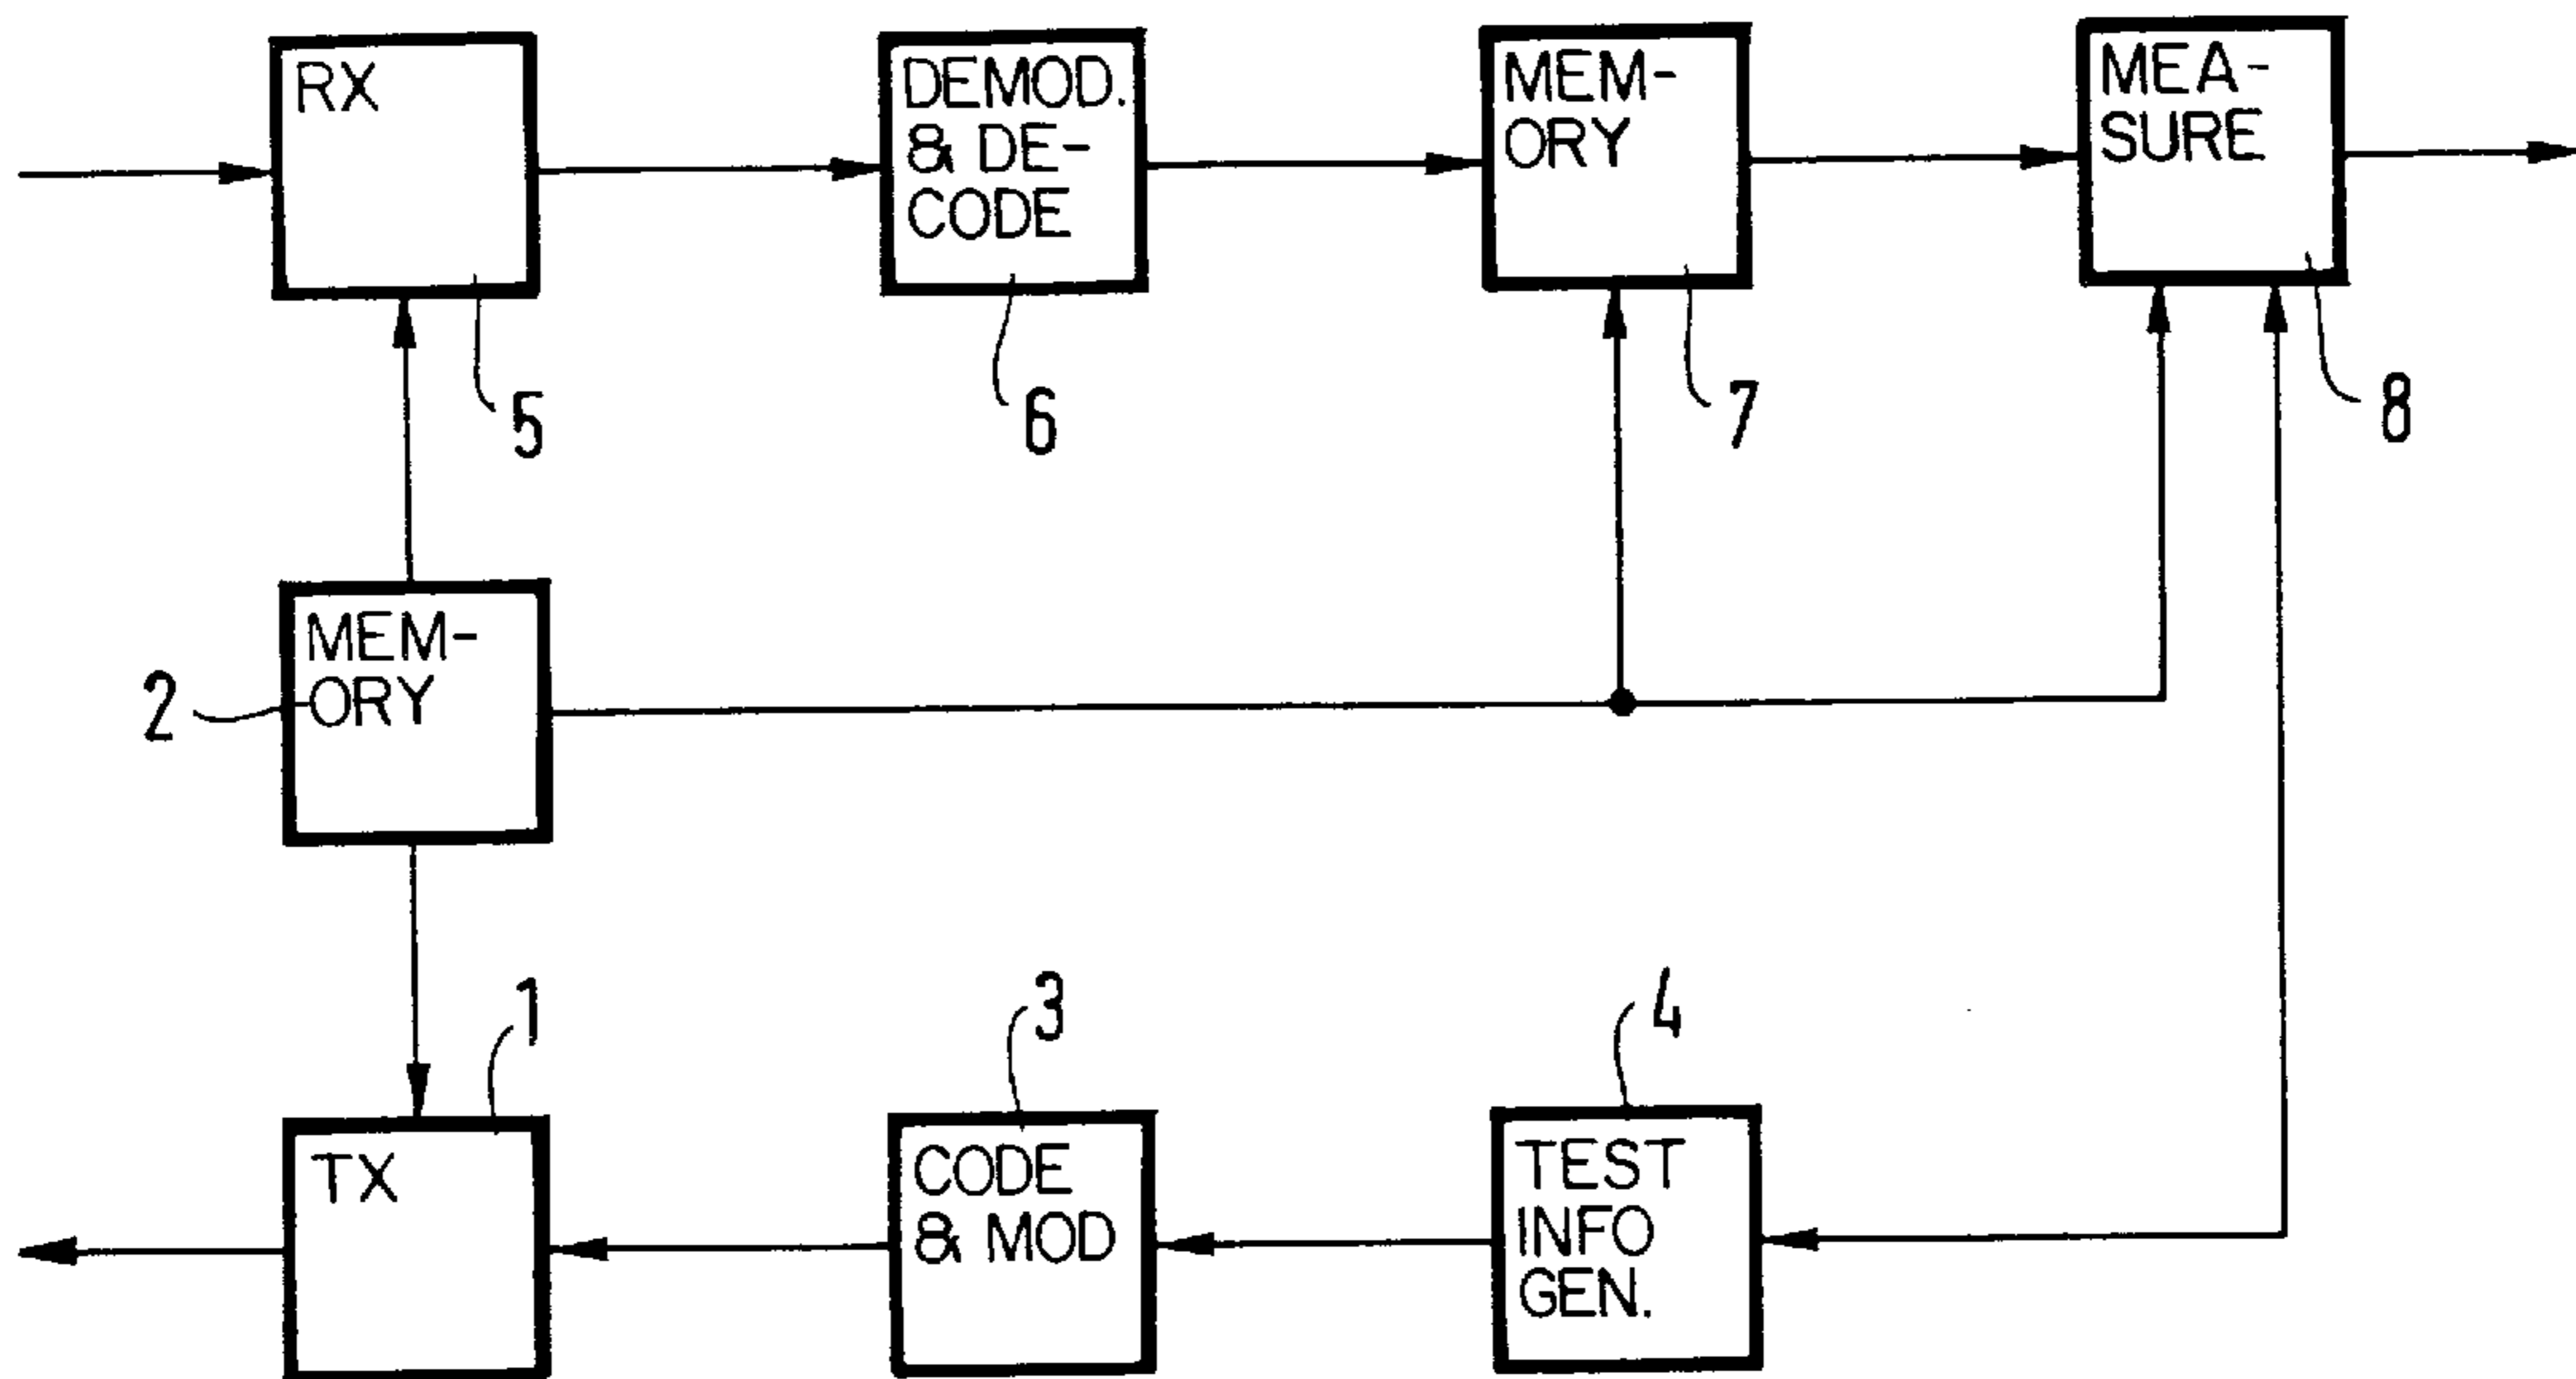 RX
5
DEMOD.
& DE-
CODE
6
MEM-
ORY
7
MEA-
SURE
8
MEM-
ORY
2
TX
1
CODE
& MOD
3
TEST
INFO
GEN.
4